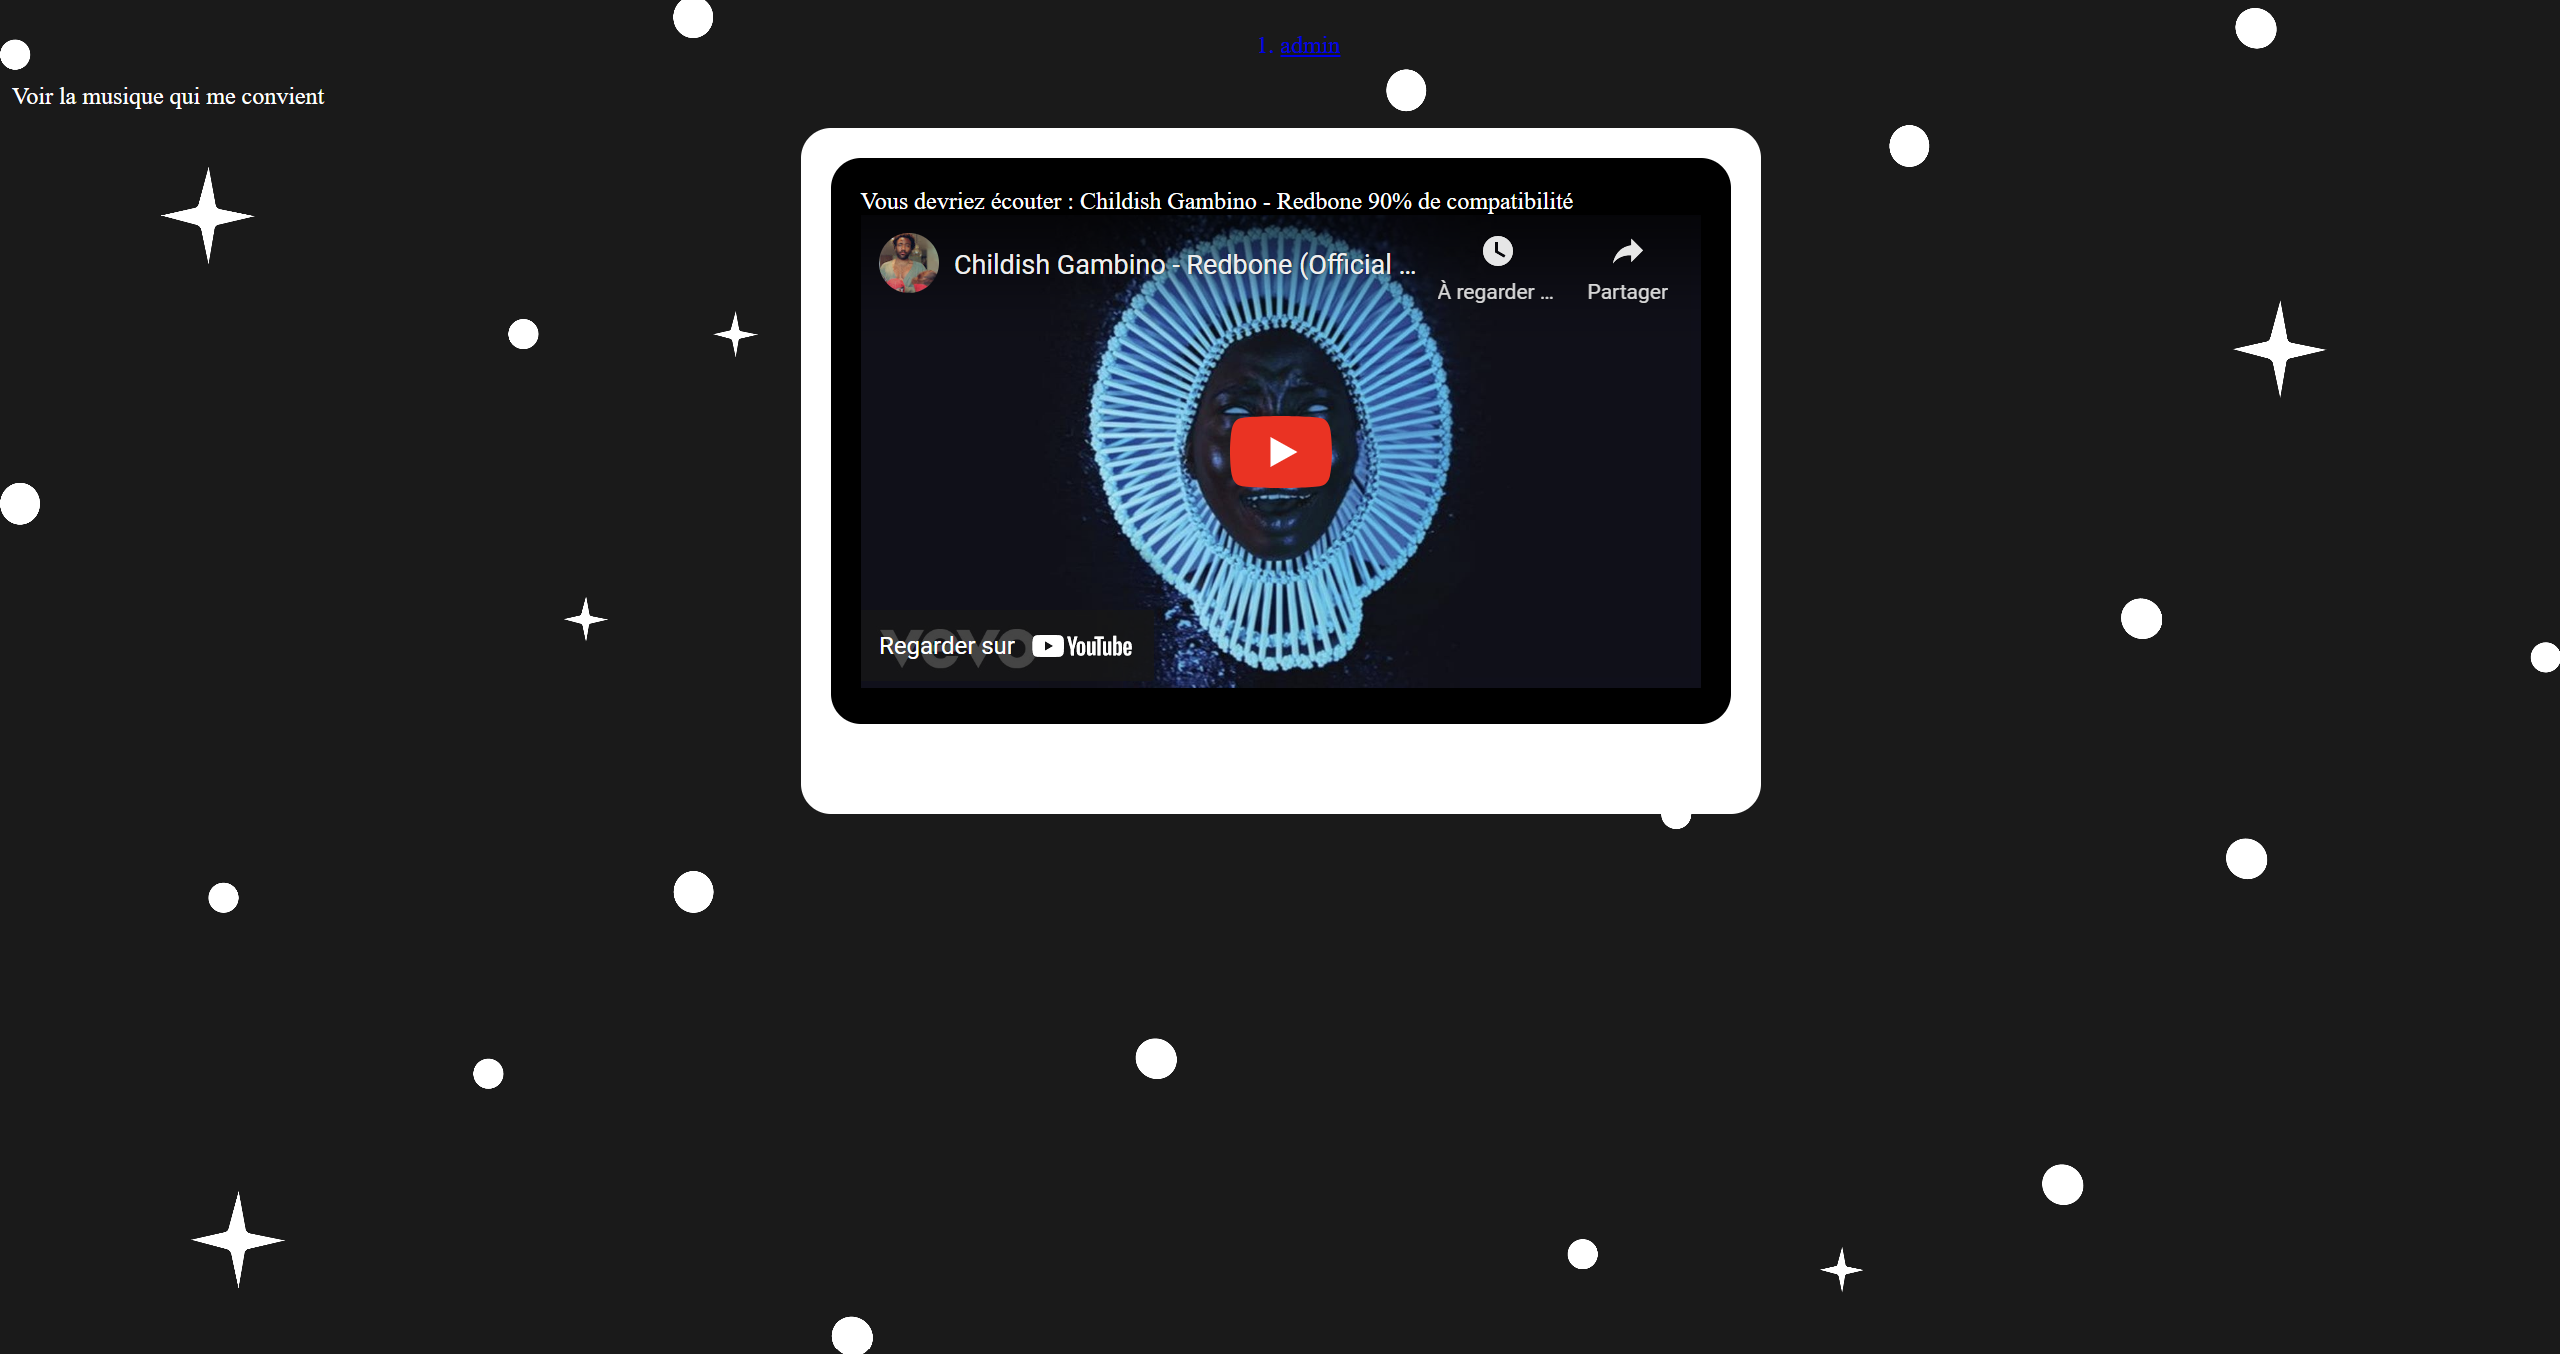 1. admin
Voir la musique qui me convient
Vous devriez écouter : Childish Gambino - Redbone 90% de compatibilité
Childish Gambino - Redbone (Official ...
À regarder ...
Partager
Regarder sur YouTube
vevo